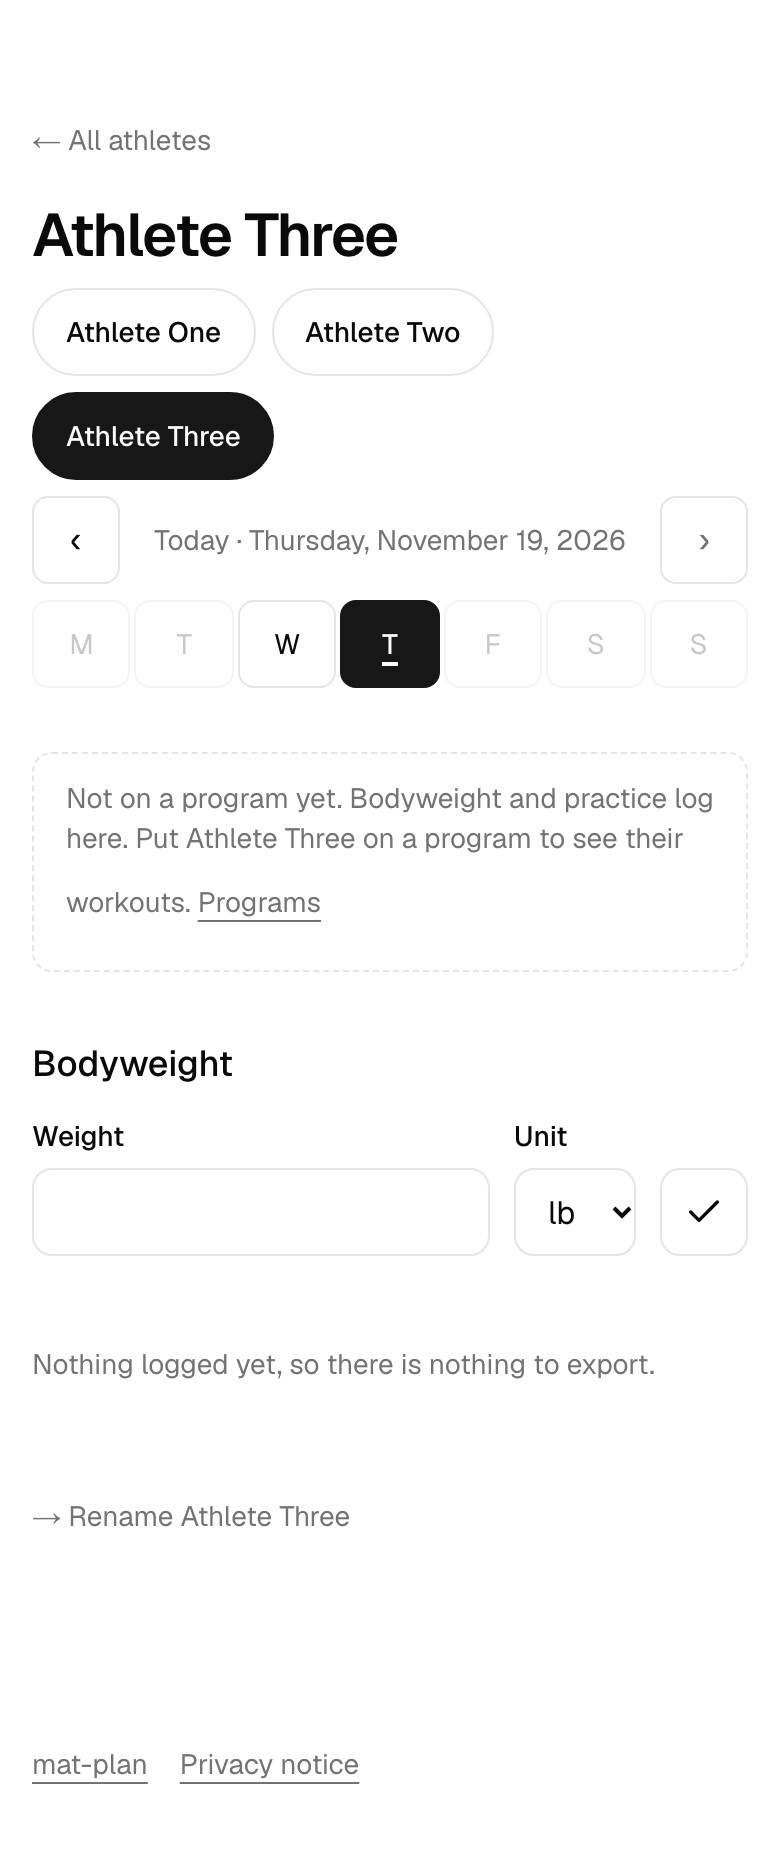 ← All athletes
Athlete Three
Athlete One Athlete Two
Athlete Three
‹ Today · Thursday, November 19, 2026 ›
M T W T F S S
Not on a program yet. Bodyweight and practice log
here. Put Athlete Three on a program to see their
workouts. Programs
Bodyweight
Weight Unit
lb
Nothing logged yet, so there is nothing to export.
→ Rename Athlete Three
mat-plan Privacy notice